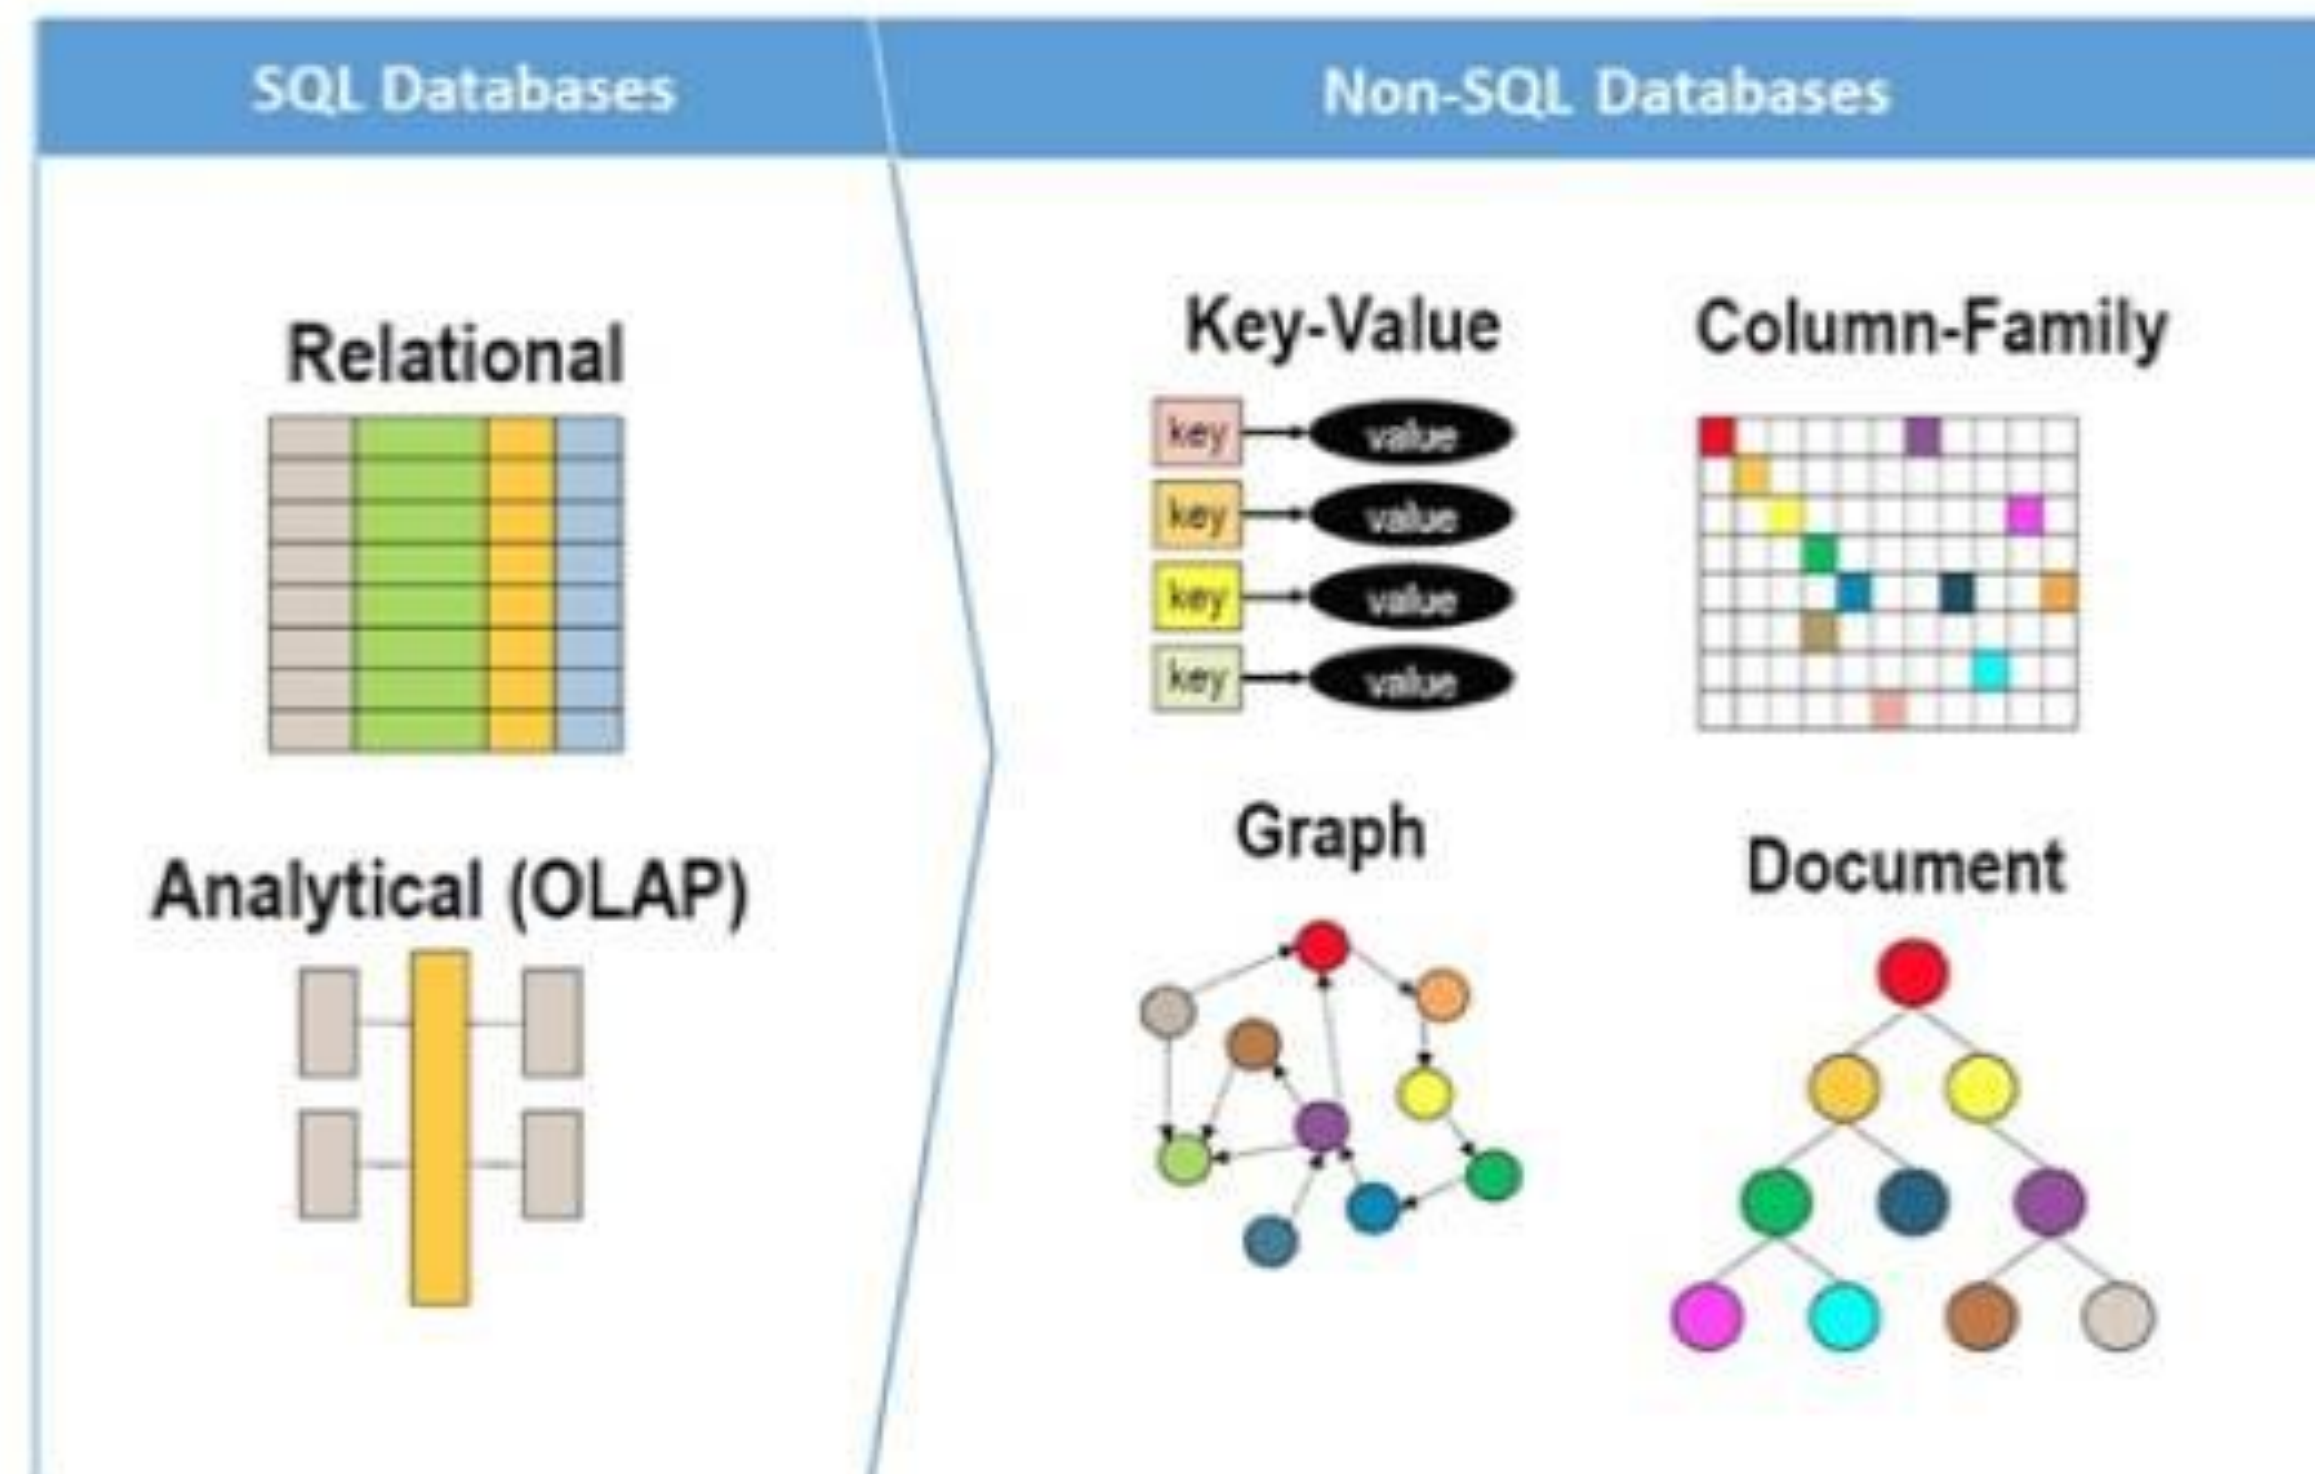 SQL Databases
Non-SQL Databases
Relational
Analytical (OLAP)
Key-Value
key value
key value
key value
key value
Column-Family
Graph
Document